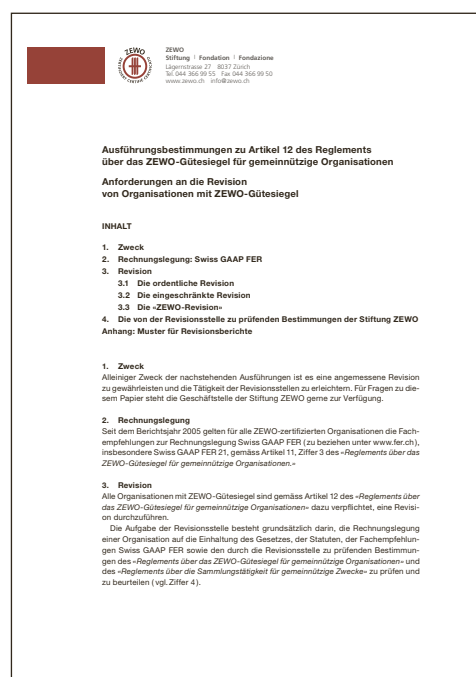 ZEWO
ZEWO
Stiftung | Fondation | Fondazione
Lägernstrasse 27 8037 Zürich
Tel. 044 366 99 55 Fax 044 366 99 50
www.zewo.ch info@zewo.ch
Ausführungsbestimmungen zu Artikel 12 des Reglements
über das ZEWO-Gütesiegel für gemeinnützige Organisationen
Anforderungen an die Revision
von Organisationen mit ZEWO-Gütesiegel
INHALT
1. Zweck
2. Rechnungslegung: Swiss GAAP FER
3. Revision
3.1 Die ordentliche Revision
3.2 Die eingeschränkte Revision
3.3 Die «ZEWO-Revision»
4. Die von der Revisionsstelle zu prüfenden Bestimmungen der Stiftung ZEWO
Anhang: Muster für Revisionsberichte
1. Zweck
Alleiniger Zweck der nachstehenden Ausführungen ist es eine angemessene Revision
zu gewährleisten und die Tätigkeit der Revisionsstellen zu erleichtern. Für Fragen zu die-
sem Papier steht die Geschäftstelle der Stiftung ZEWO gerne zur Verfügung.
2. Rechnungslegung
Seit dem Berichtsjahr 2005 gelten für alle ZEWO-zertifizierten Organisationen die Fach-
empfehlungen zur Rechnungslegung Swiss GAAP FER (zu beziehen unter www.fer.ch),
insbesondere Swiss GAAP FER 21, gemäss Artikel 11, Ziffer 3 des «Reglements über das
ZEWO-Gütesiegel für gemeinnützige Organisationen.»
3. Revision
Alle Organisationen mit ZEWO-Gütesiegel sind gemäss Artikel 12 des «Reglements über
das ZEWO-Gütesiegel für gemeinnützige Organisationen» dazu verpflichtet, eine Revisi-
on durchzuführen.
Die Aufgabe der Revisionsstelle besteht grundsätzlich darin, die Rechnungslegung
einer Organisation auf die Einhaltung des Gesetzes, der Statuten, der Fachempfehlun-
gen Swiss GAAP FER sowie den durch die Revisionsstelle zu prüfenden Bestimmun-
gen des «Reglements über das ZEWO-Gütesiegel für gemeinnützige Organisationen» und
des «Reglements über die Sammlungstätigkeit für gemeinnützige Zwecke» zu prüfen und
zu beurteilen (vgl. Ziffer 4).